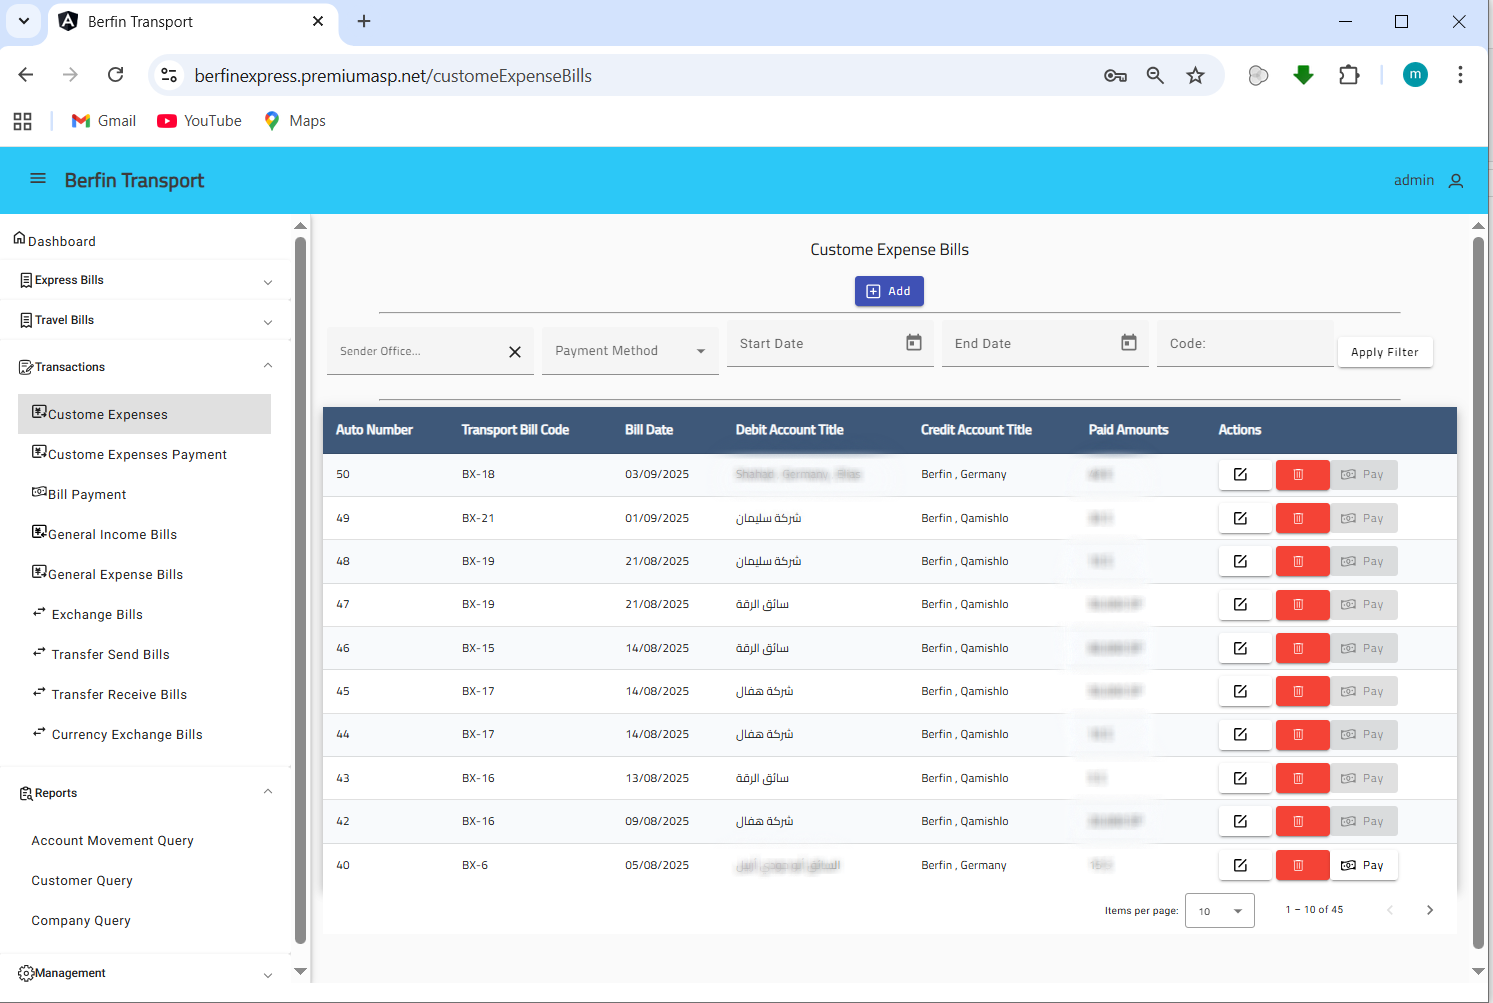 Berfin Transport
berfinexpress.premiumasp.net/customeExpenseBills
m
Gmail YouTube Maps
Berfin Transport
admin
Dashboard
Express Bills
Travel Bills
Transactions
Custome Expenses
Custome Expenses Payment
Bill Payment
General Income Bills
General Expense Bills
Exchange Bills
Transfer Send Bills
Transfer Receive Bills
Currency Exchange Bills
Reports
Account Movement Query
Customer Query
Company Query
Management
Custome Expense Bills
Add
Sender Office... Payment Method Start Date End Date Code: Apply Filter
Auto Number Transport Bill Code Bill Date Debit Account Title Credit Account Title Paid Amounts Actions
50 BX-18 03/09/2025 Berfin , Germany Pay
49 BX-21 01/09/2025 شركة سليمان Berfin , Qamishlo Pay
48 BX-19 21/08/2025 شركة سليمان Berfin , Qamishlo Pay
47 BX-19 21/08/2025 سائق الرقة Berfin , Qamishlo Pay
46 BX-15 14/08/2025 سائق الرقة Berfin , Qamishlo Pay
45 BX-17 14/08/2025 شركة هفال Berfin , Qamishlo Pay
44 BX-17 14/08/2025 شركة هفال Berfin , Qamishlo Pay
43 BX-16 13/08/2025 سائق الرقة Berfin , Qamishlo Pay
42 BX-16 09/08/2025 شركة هفال Berfin , Qamishlo Pay
40 BX-6 05/08/2025 Berfin , Germany Pay
Items per page: 10 1 – 10 of 45